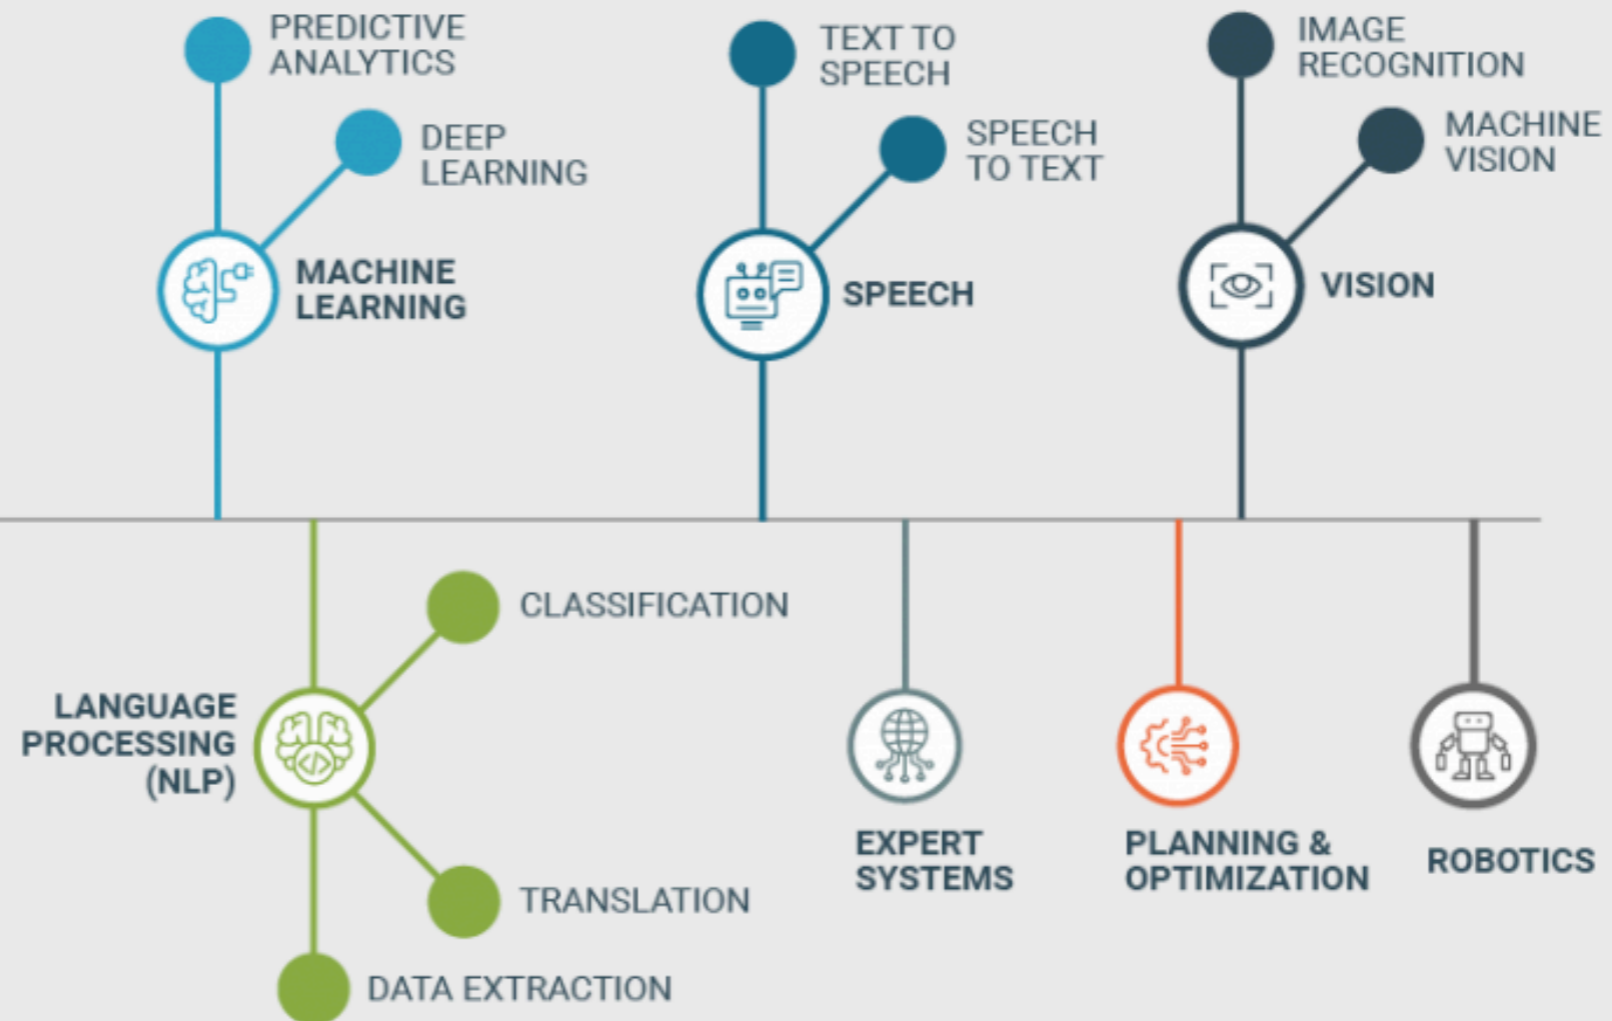 PREDICTIVE
ANALYTICS
DEEP
LEARNING
MACHINE
LEARNING
TEXT TO
SPEECH
SPEECH
TO TEXT
SPEECH
IMAGE
RECOGNITION
MACHINE
VISION
VISION
LANGUAGE
PROCESSING
(NLP)
CLASSIFICATION
TRANSLATION
DATA EXTRACTION
EXPERT
SYSTEMS
PLANNING &
OPTIMIZATION
ROBOTICS